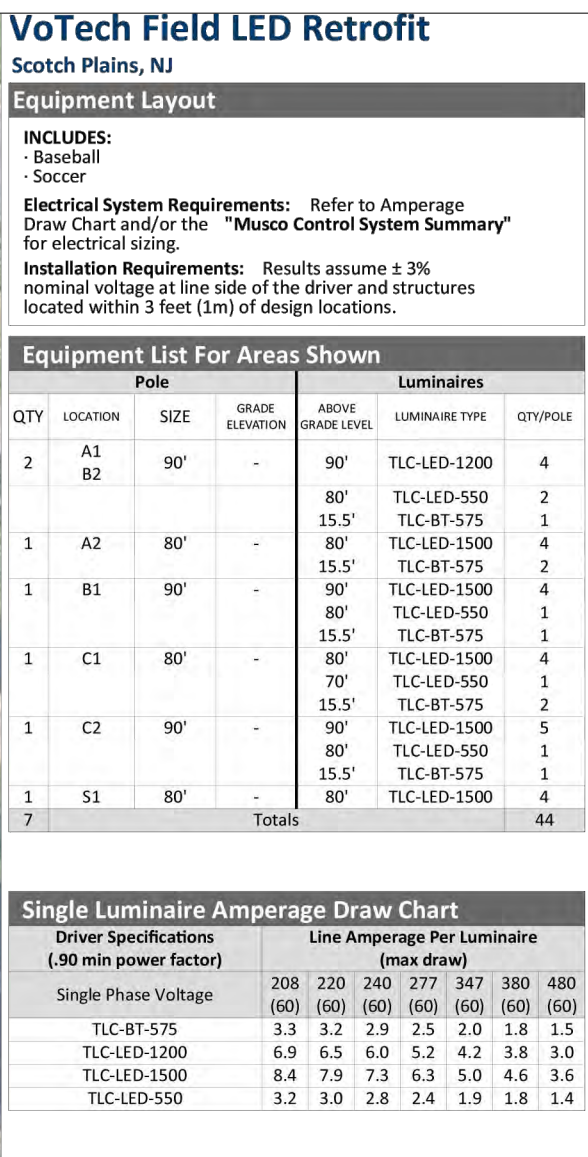 VoTech Field LED Retrofit
Scotch Plains, NJ
Equipment Layout
INCLUDES:
· Baseball
· Soccer
Electrical System Requirements: Refer to Amperage
Draw Chart and/or the "Musco Control System Summary"
for electrical sizing.
Installation Requirements: Results assume ± 3%
nominal voltage at line side of the driver and structures
located within 3 feet (1m) of design locations.
Equipment List For Areas Shown
Pole Luminaires
QTY LOCATION SIZE GRADE ELEVATION ABOVE GRADE LEVEL LUMINAIRE TYPE QTY/POLE
2 A1 B2 90' - 90' TLC-LED-1200 4
80' TLC-LED-550 2
15.5' TLC-BT-575 1
1 A2 80' - 80' TLC-LED-1500 4
15.5' TLC-BT-575 2
1 B1 90' - 90' TLC-LED-1500 4
80' TLC-LED-550 1
15.5' TLC-BT-575 1
1 C1 80' - 80' TLC-LED-1500 4
70' TLC-LED-550 1
15.5' TLC-BT-575 2
1 C2 90' - 90' TLC-LED-1500 5
80' TLC-LED-550 1
15.5' TLC-BT-575 1
1 S1 80' - 80' TLC-LED-1500 4
7 Totals 44
Single Luminaire Amperage Draw Chart
Driver Specifications Line Amperage Per Luminaire
(.90 min power factor) (max draw)
Single Phase Voltage 208 (60) 220 (60) 240 (60) 277 (60) 347 (60) 380 (60) 480 (60)
TLC-BT-575 3.3 3.2 2.9 2.5 2.0 1.8 1.5
TLC-LED-1200 6.9 6.5 6.0 5.2 4.2 3.8 3.0
TLC-LED-1500 8.4 7.9 7.3 6.3 5.0 4.6 3.6
TLC-LED-550 3.2 3.0 2.8 2.4 1.9 1.8 1.4